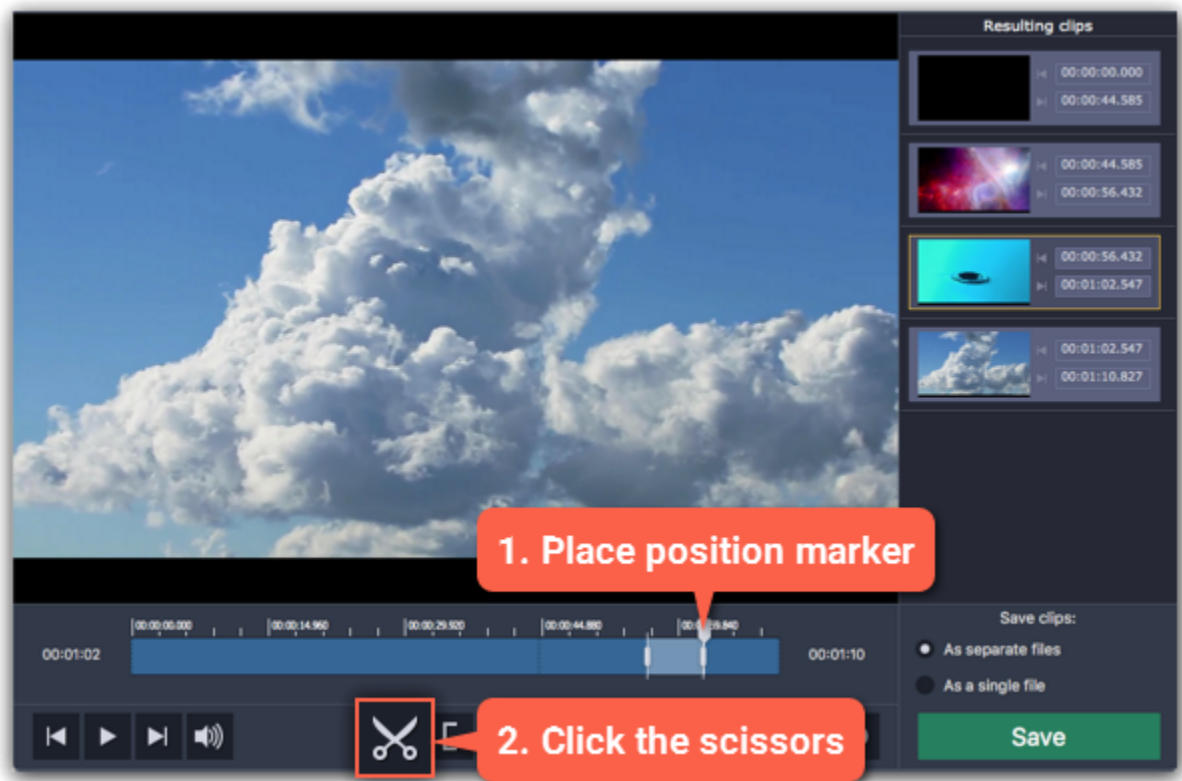 Resulting clips
00:00:00.000
00:00:44.585
00:00:44.585
00:00:56.432
00:00:56.432
00:01:02.547
00:01:02.547
00:01:10.827
1. Place position marker
00:00:00.000 00:00:14.960 00:00:29.920 00:00:44.880
00:01:02
00:01:10
Save clips:
As separate files
As a single file
2. Click the scissors
Save